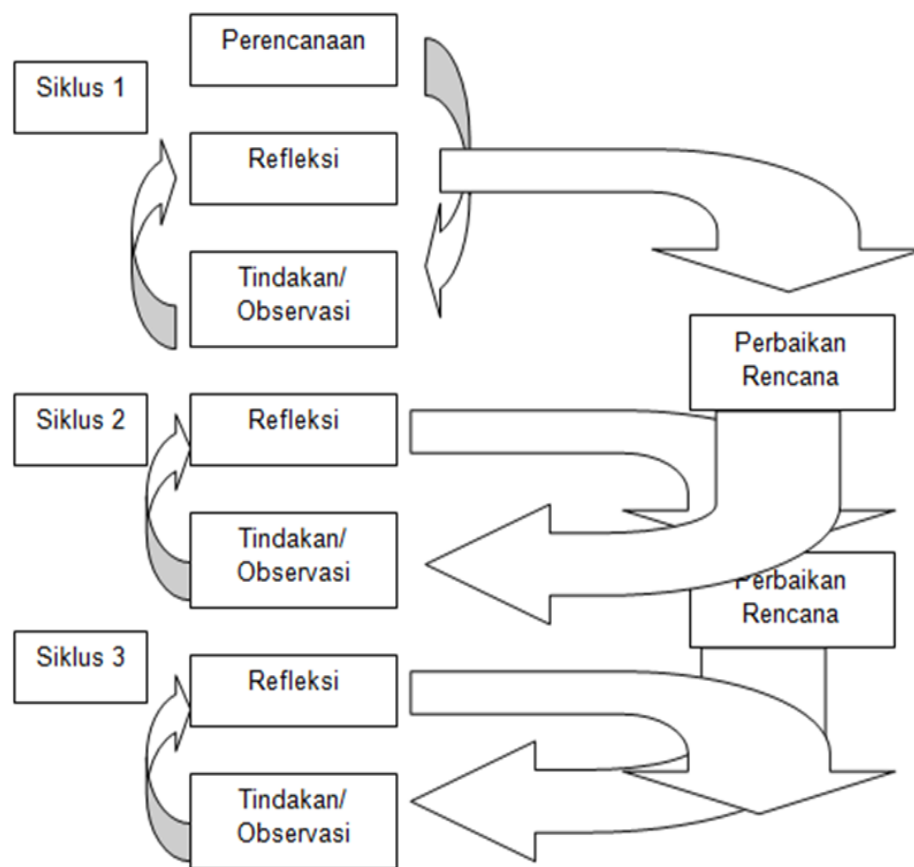 Perencanaan
Siklus 1
Refleksi
Tindakan/
Observasi
Perbaikan
Rencana
Siklus 2
Refleksi
Tindakan/
Observasi
Perbaikan
Rencana
Siklus 3
Refleksi
Tindakan/
Observasi